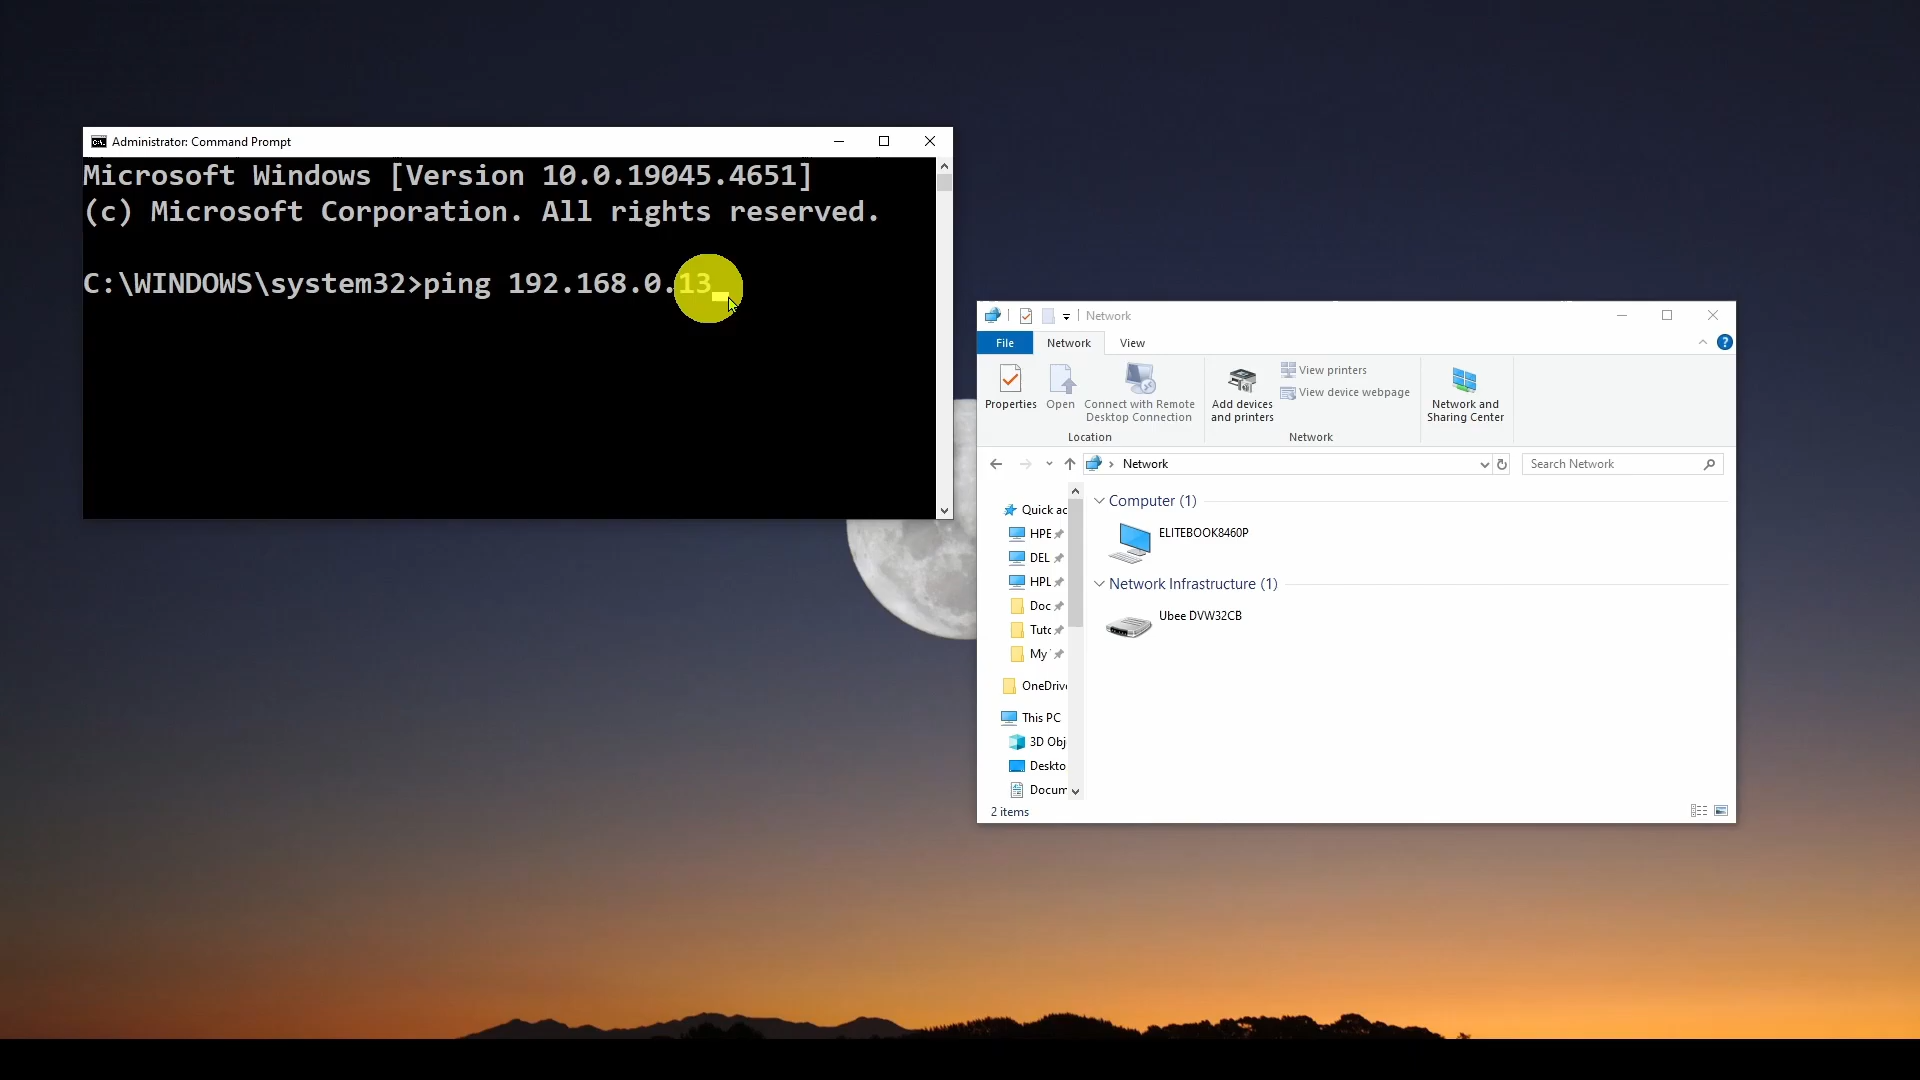 Administrator: Command Prompt
Microsoft Windows [Version 10.0.19045.4651]
(c) Microsoft Corporation. All rights reserved.
C:\WINDOWS\system32>ping 192.168.0.13_
Network
File
Network
View
Properties
Open
Connect with Remote
Desktop Connection
Add devices
and printers
View printers
View device webpage
Network and
Sharing Center
Location
Network
Network
Search Network
Quick ac
HPE
DEL
HPL
Doc
Tuto
My
OneDrive
This PC
3D Obj
Deskto
Docum
Computer (1)
ELITEBOOK8460P
Network Infrastructure (1)
Ubee DVW32CB
2 items